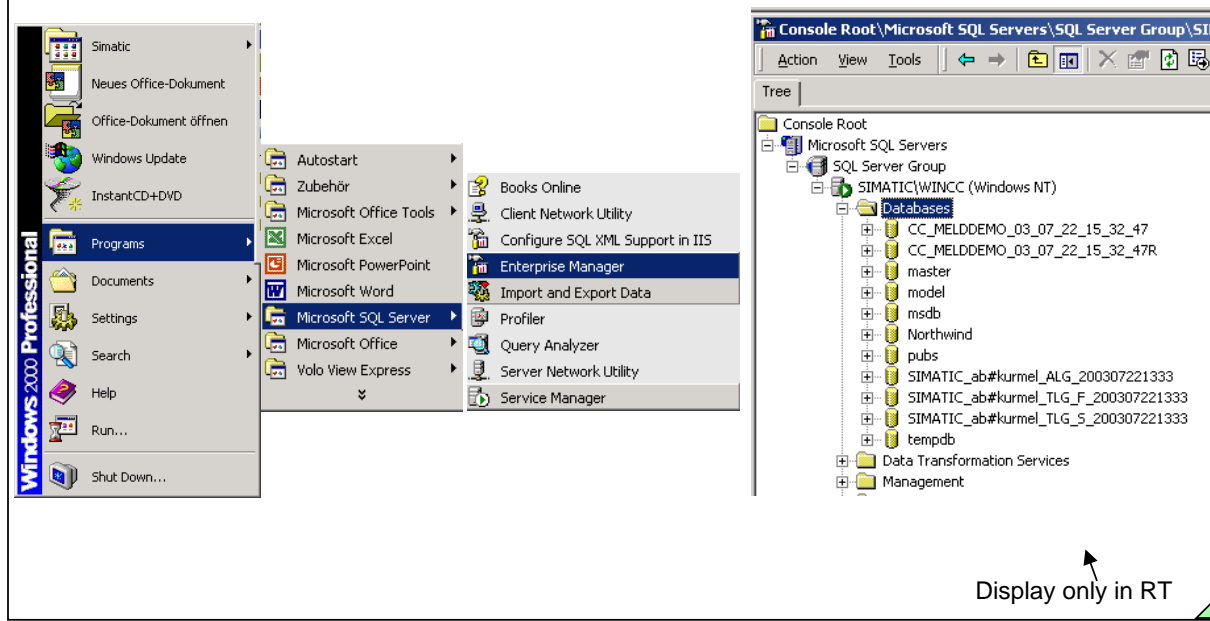 Windows 2000 Professional
Simatic
Neues Office-Dokument
Office-Dokument öffnen
Windows Update
InstantCD+DVD
Programs
Documents
Settings
Search
Help
Run...
Shut Down...
Autostart
Zubehör
Microsoft Office Tools
Microsoft Excel
Microsoft PowerPoint
Microsoft Word
Microsoft SQL Server
Microsoft Office
Volo View Express
Books Online
Client Network Utility
Configure SQL XML Support in IIS
Enterprise Manager
Import and Export Data
Profiler
Query Analyzer
Server Network Utility
Service Manager
Console Root\Microsoft SQL Servers\SQL Server Group\SI
Action View Tools
Tree
Console Root
Microsoft SQL Servers
SQL Server Group
SIMATIC\WINCC (Windows NT)
Databases
CC_MELDDEMO_03_07_22_15_32_47
CC_MELDDEMO_03_07_22_15_32_47R
master
model
msdb
Northwind
pubs
SIMATIC_ab#kurmel_ALG_200307221333
SIMATIC_ab#kurmel_TLG_F_200307221333
SIMATIC_ab#kurmel_TLG_S_200307221333
tempdb
Data Transformation Services
Management
Display only in RT